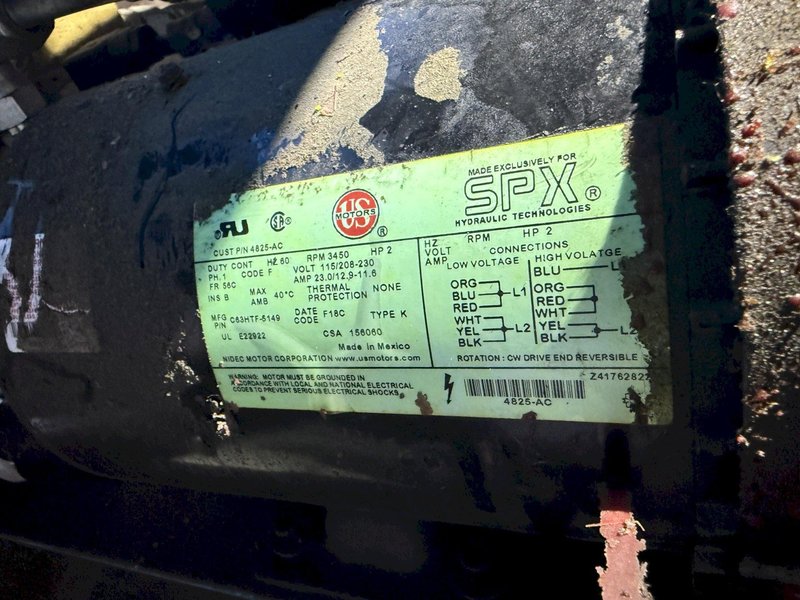 MADE EXCLUSIVELY FOR
SPX®
HYDRAULIC TECHNOLOGIES
US MOTORS ®
CUST P/N 4825-AC
DUTY CONT HZ 60 RPM 3450 HP 2
PH.1 CODE F VOLT 115/208-230
FR 56C AMP 23.0/12.9-11.6
INS B MAX AMB 40°C THERMAL PROTECTION NONE
MFG P/N C63HTF-5149 DATE CODE F18C TYPE K
UL E22922 CSA 156060
Made in Mexico
NIDEC MOTOR CORPORATION www.usmotors.com
HZ RPM HP 2
VOLT CONNECTIONS
AMP LOW VOLTAGE HIGH VOLATGE
BLU L
ORG ORG
BLU L1 BLU
RED RED
WHT WHT
YEL L2 YEL L2
BLK BLK
ROTATION: CW DRIVE END REVERSIBLE
WARNING: MOTOR MUST BE GROUNDED IN
ACCORDANCE WITH LOCAL AND NATIONAL ELECTRICAL
CODES TO PREVENT SERIOUS ELECTRICAL SHOCKS.
4825-AC
Z4176282